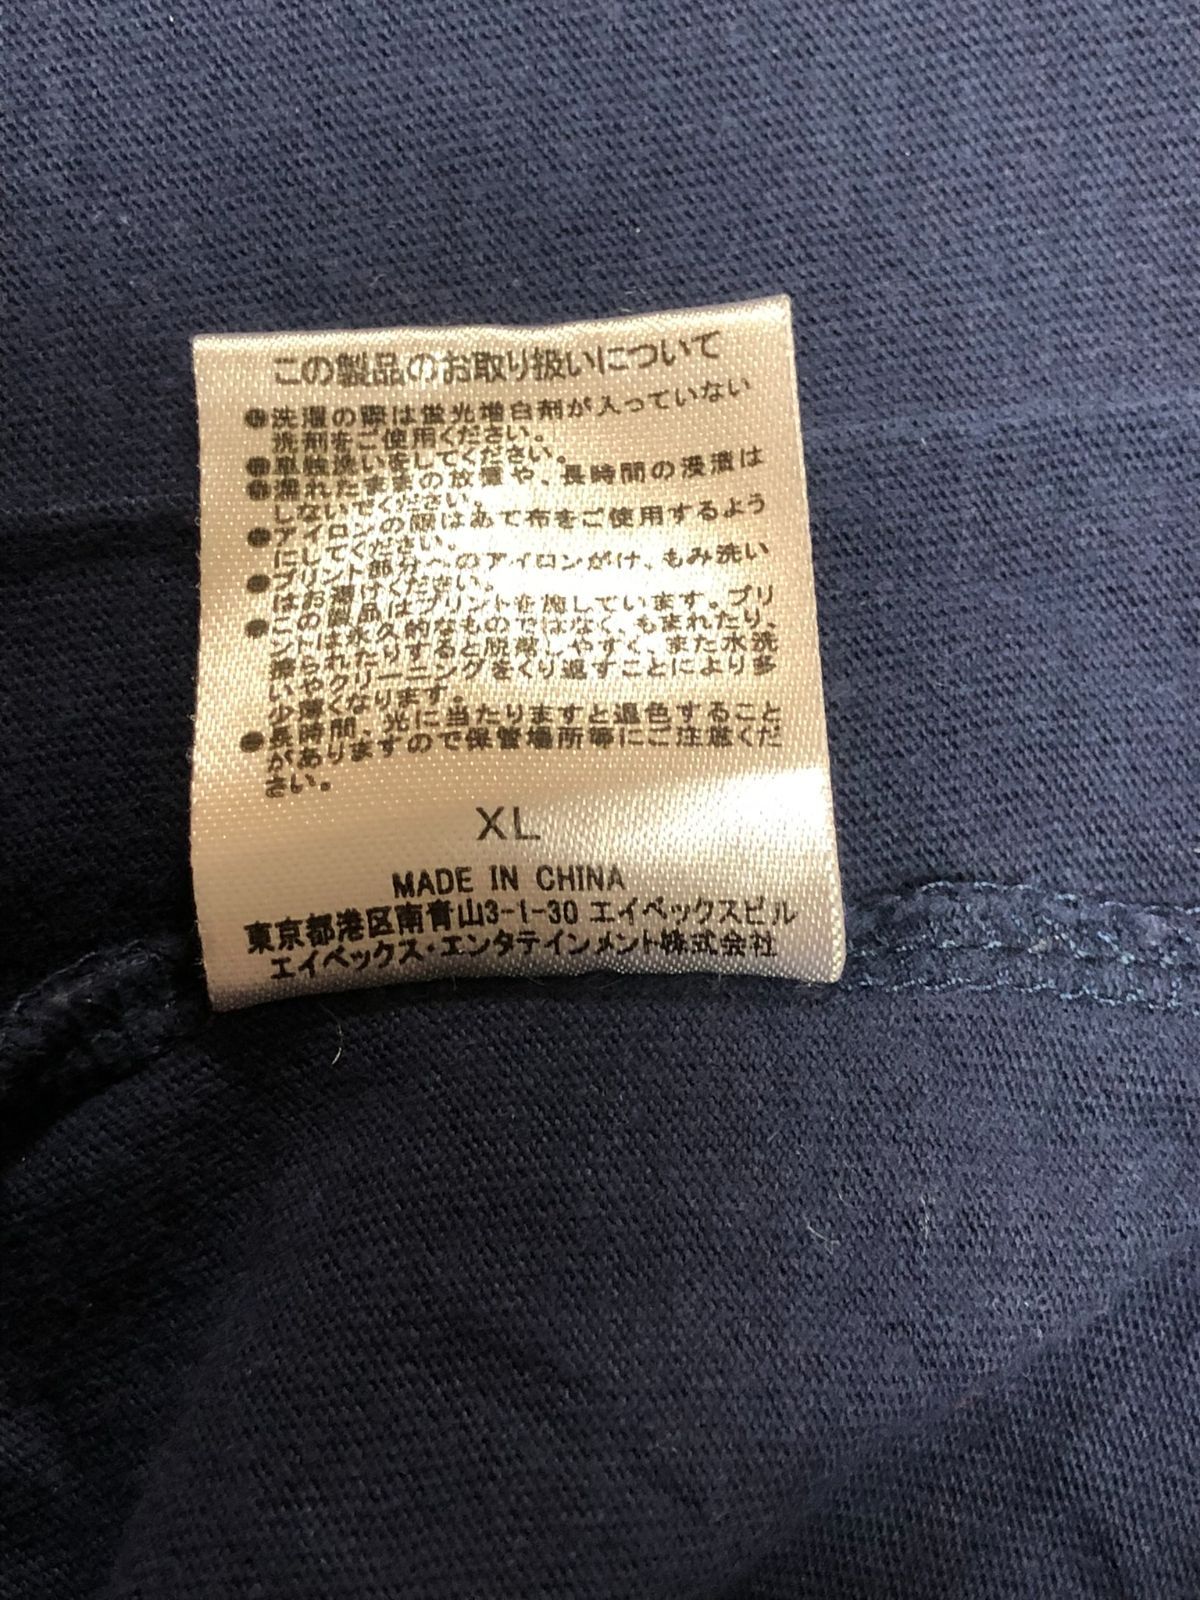 この製品のお取り扱いについて
●洗濯の際は蛍光増白剤が入っていない
洗剤をご使用ください。
●単独洗いをしてください。
●濡れたままの放置や、長時間の浸漬は
しないでください。
●アイロンの際はあて布をご使用するよう
にしてください。
●プリント部分へのアイロンがけ、もみ洗い
はお避けください。
●この製品はプリントを施しています。プリ
ントは永久的なものではなく、もまれたり、
擦られたりすると脱落しやすく、また水洗
いやクリーニングをくり返すことにより多
少薄くなります。
●長時間、光に当たりますと退色すること
がありますので保管場所等にご注意くだ
さい。
XL
MADE IN CHINA
東京都港区南青山3-1-30 エイベックスビル
エイベックス・エンタテインメント株式会社